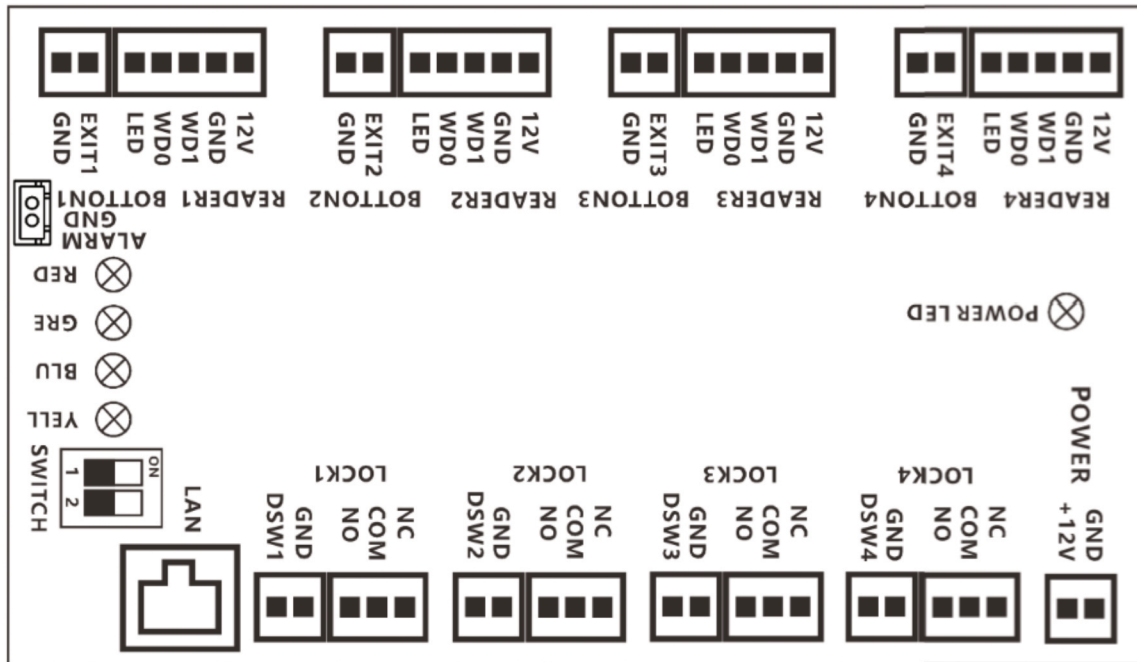 GND
EXIT1
LED
WD0
WD1
GND
12V
GND
EXIT2
LED
WD0
WD1
GND
12V
GND
EXIT3
LED
WD0
WD1
GND
12V
GND
EXIT4
LED
WD0
WD1
GND
12V
BOTTON1
READER1
BOTTON2
READER2
BOTTON3
READER3
BOTTON4
READER4
GND
ALARM
RED
GRE
BLU
YELL
POWER LED
SWITCH
1
2
ON
LAN
LOCK1
DSW1
GND
NO
COM
NC
LOCK2
DSW2
GND
NO
COM
NC
LOCK3
DSW3
GND
NO
COM
NC
LOCK4
DSW4
GND
NO
COM
NC
POWER
+12V
GND